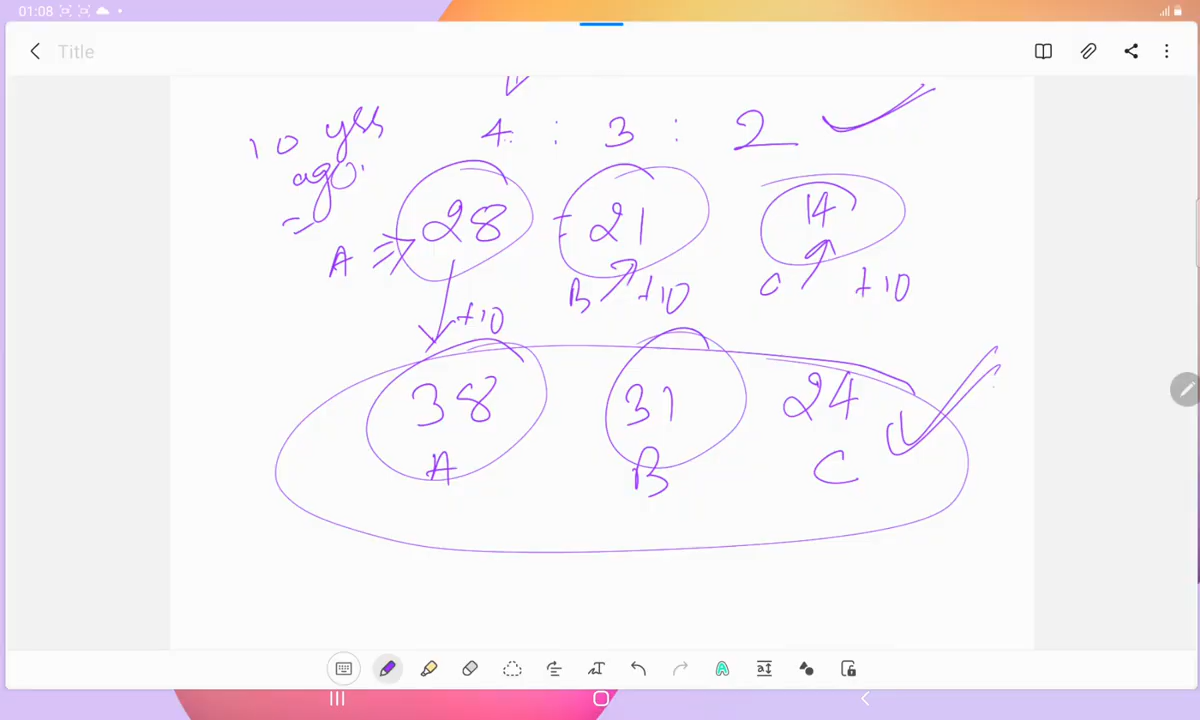 01:08
Title
10 yrs 4 : 3 : 2
ago.
= 28 21 14
A ⇒ B +10 C +10
+10
38 31 24
A B C